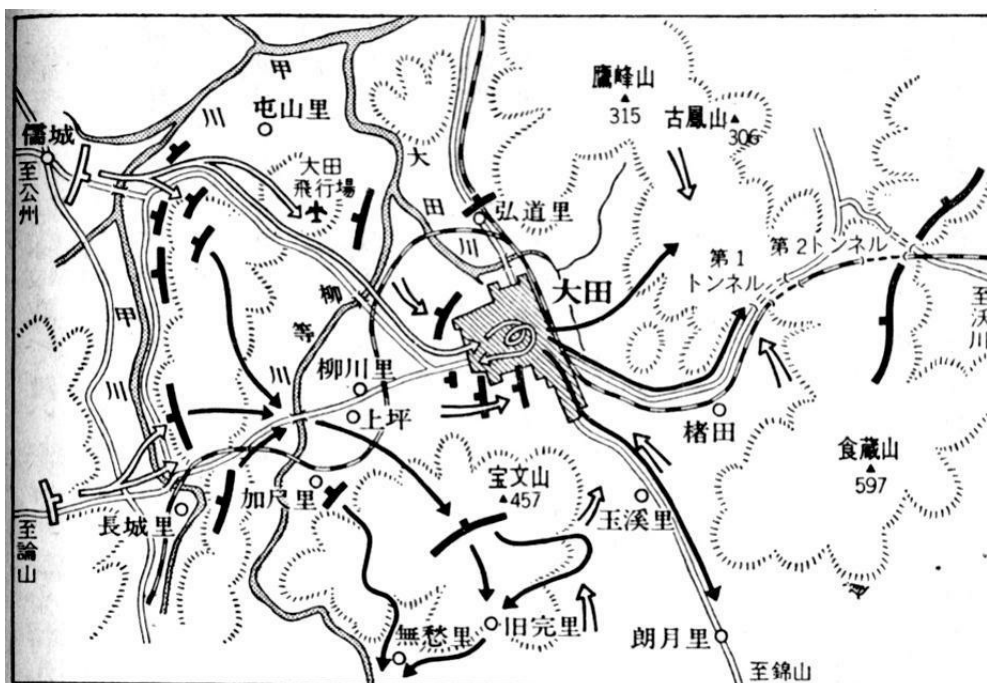 鷹峰山
315
古鳳山
306
甲
川
屯山里
儒城
至公州
大田
飛行場
大
田
川
弘道里
第1
トンネル
第2トンネル
大田
至沃川
柳
等
川
甲
川
柳川里
上坪
楮田
食蔵山
597
宝文山
457
加尺里
玉溪里
長城里
至論山
旧完里
無愁里
朗月里
至錦山